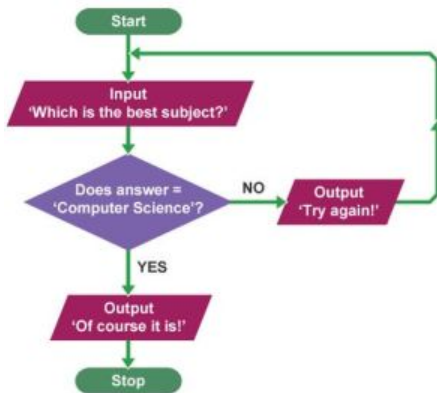 Start
Input
‘Which is the best subject?’
Does answer =
‘Computer Science’?
NO
Output
‘Try again!’
YES
Output
‘Of course it is!’
Stop